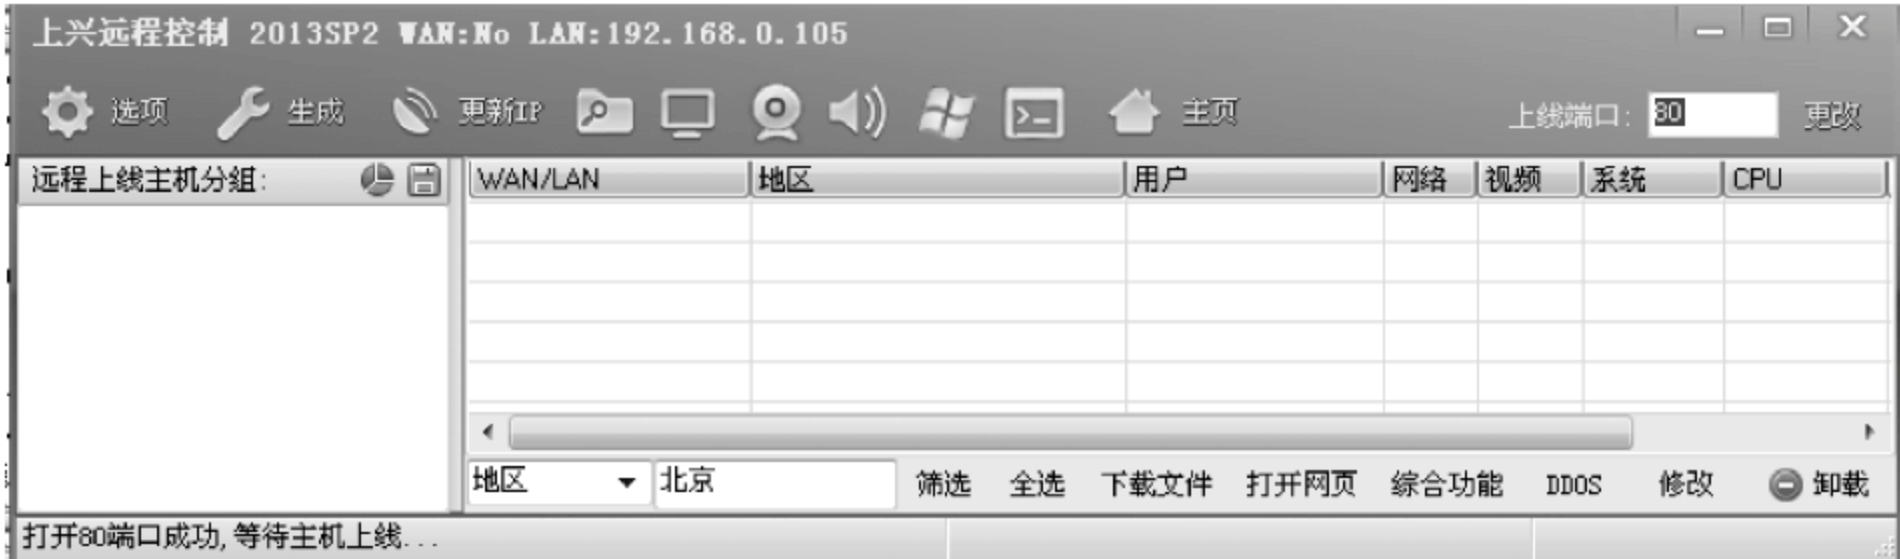 上兴远程控制 2013SP2 WAN:No LAN:192.168.0.105
选项 生成 更新IP 主页 上线端口: 80 更改
远程上线主机分组: WAN/LAN 地区 用户 网络 视频 系统 CPU
地区 北京 筛选 全选 下载文件 打开网页 综合功能 DDOS 修改 卸载
打开80端口成功,等待主机上线...